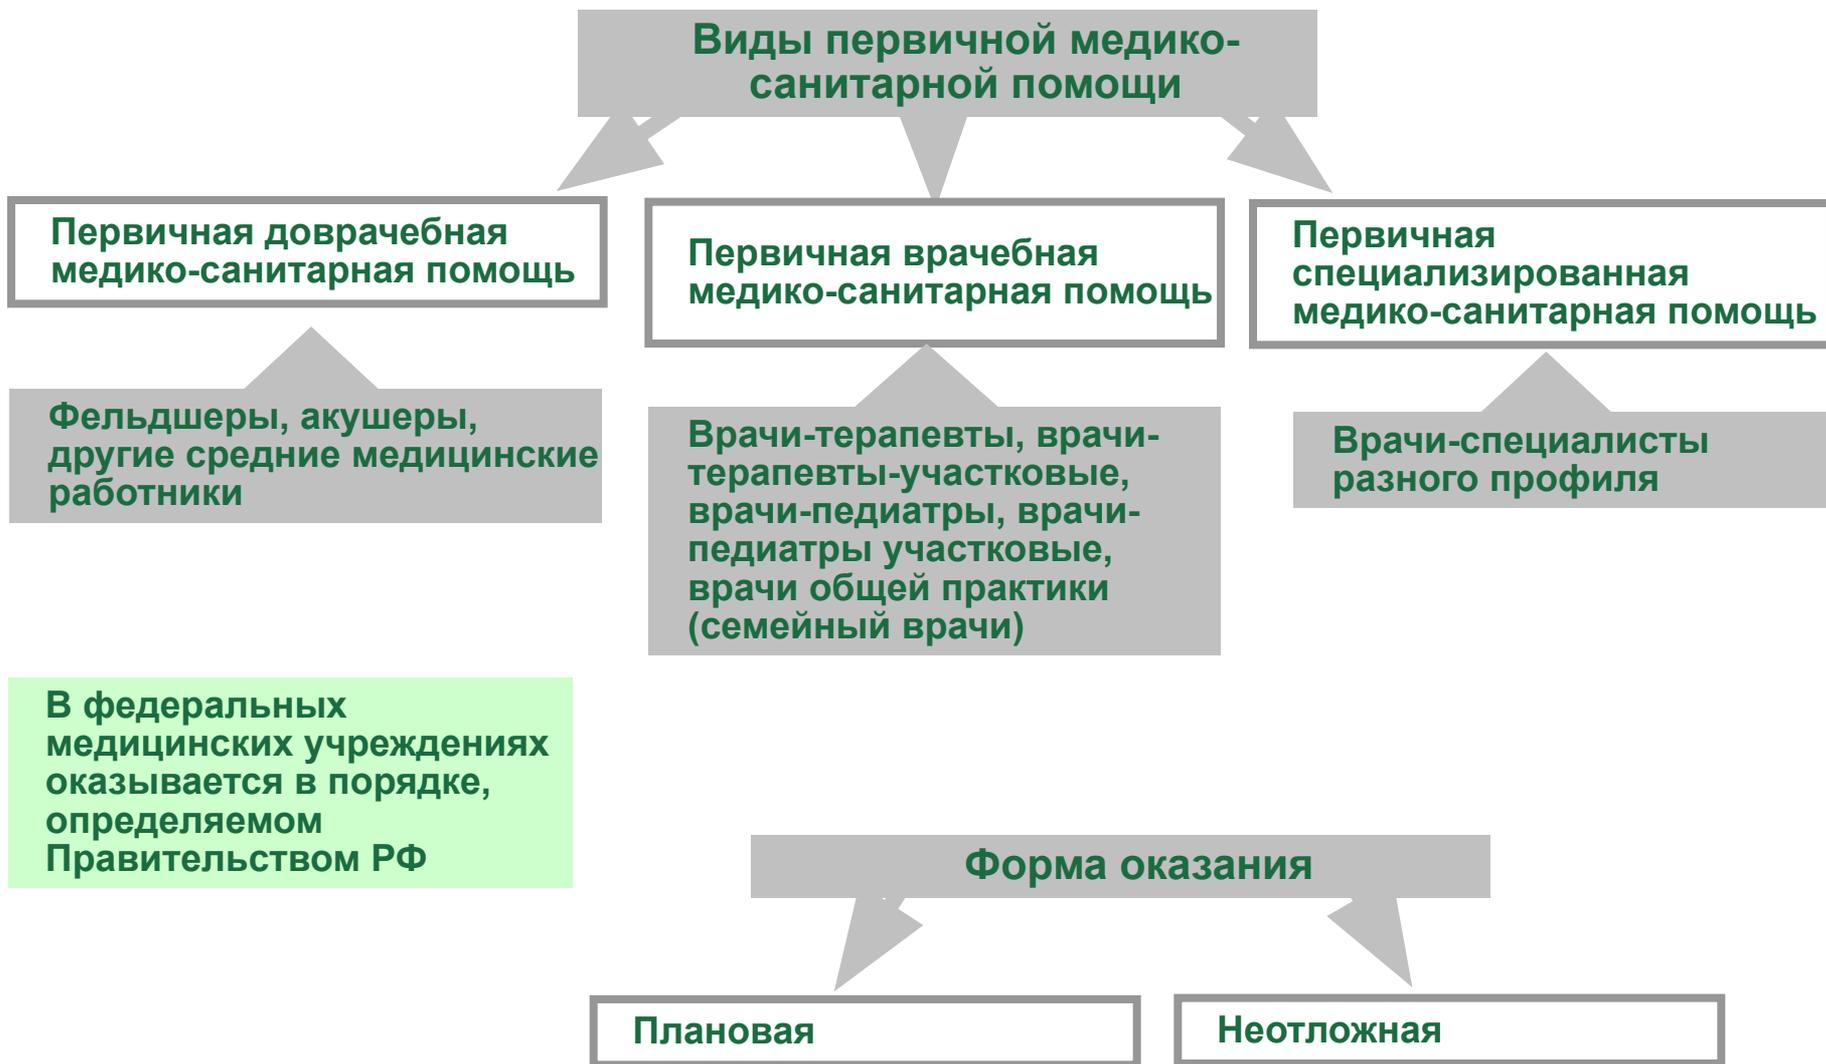 Виды первичной медико-
санитарной помощи
Первичная доврачебная
медико-санитарная помощь
Первичная врачебная
медико-санитарная помощь
Первичная
специализированная
медико-санитарная помощь
Фельдшеры, акушеры,
другие средние медицинские
работники
Врачи-терапевты, врачи-
терапевты-участковые,
врачи-педиатры, врачи-
педиатры участковые,
врачи общей практики
(семейный врачи)
Врачи-специалисты
разного профиля
В федеральных
медицинских учреждениях
оказывается в порядке,
определяемом
Правительством РФ
Форма оказания
Плановая
Неотложная